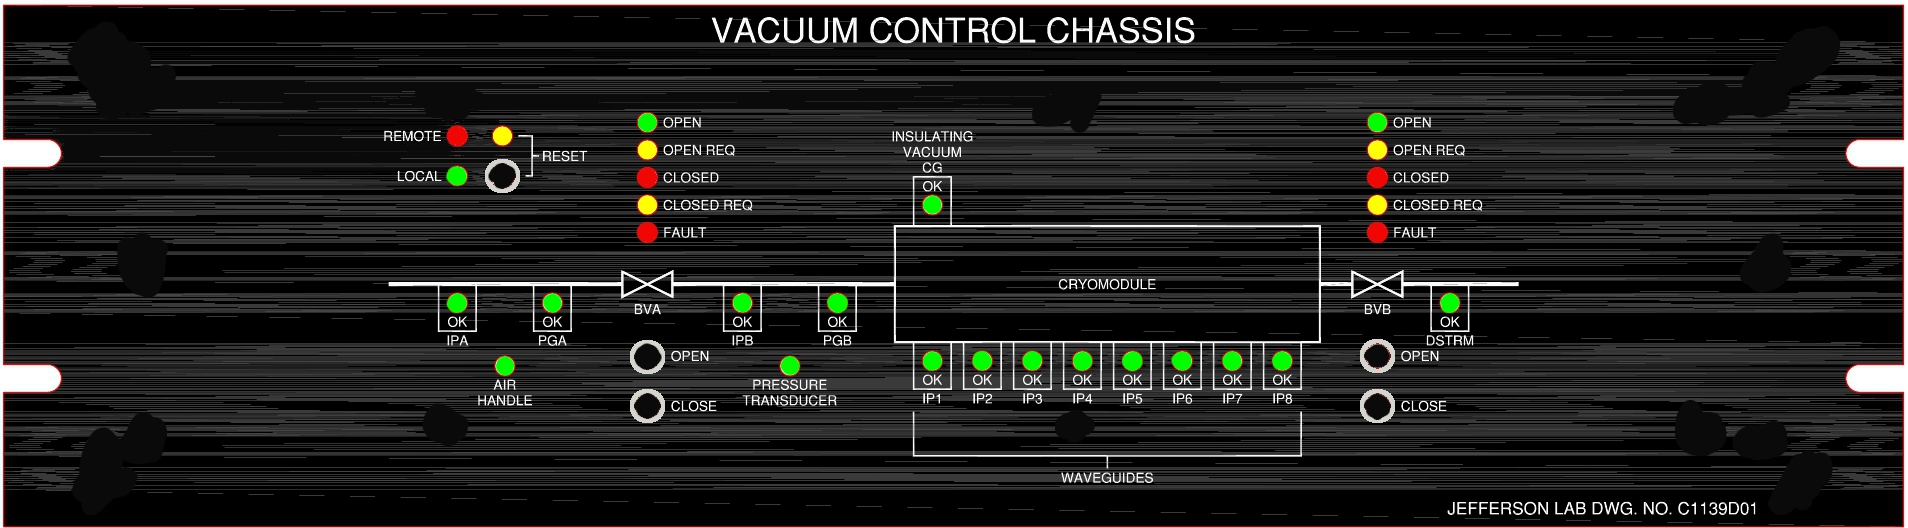 VACUUM CONTROL CHASSIS
REMOTE
LOCAL
RESET
OPEN
OPEN REQ
CLOSED
CLOSED REQ
FAULT
INSULATING
VACUUM
CG
OK
OPEN
OPEN REQ
CLOSED
CLOSED REQ
FAULT
CRYOMODULE
OK
IPA
OK
PGA
BVA
OK
IPB
OK
PGB
BVB
OK
DSTRM
AIR
HANDLE
OPEN
CLOSE
PRESSURE
TRANSDUCER
OK
IP1
OK
IP2
OK
IP3
OK
IP4
OK
IP5
OK
IP6
OK
IP7
OK
IP8
OPEN
CLOSE
WAVEGUIDES
JEFFERSON LAB DWG. NO. C1139D01